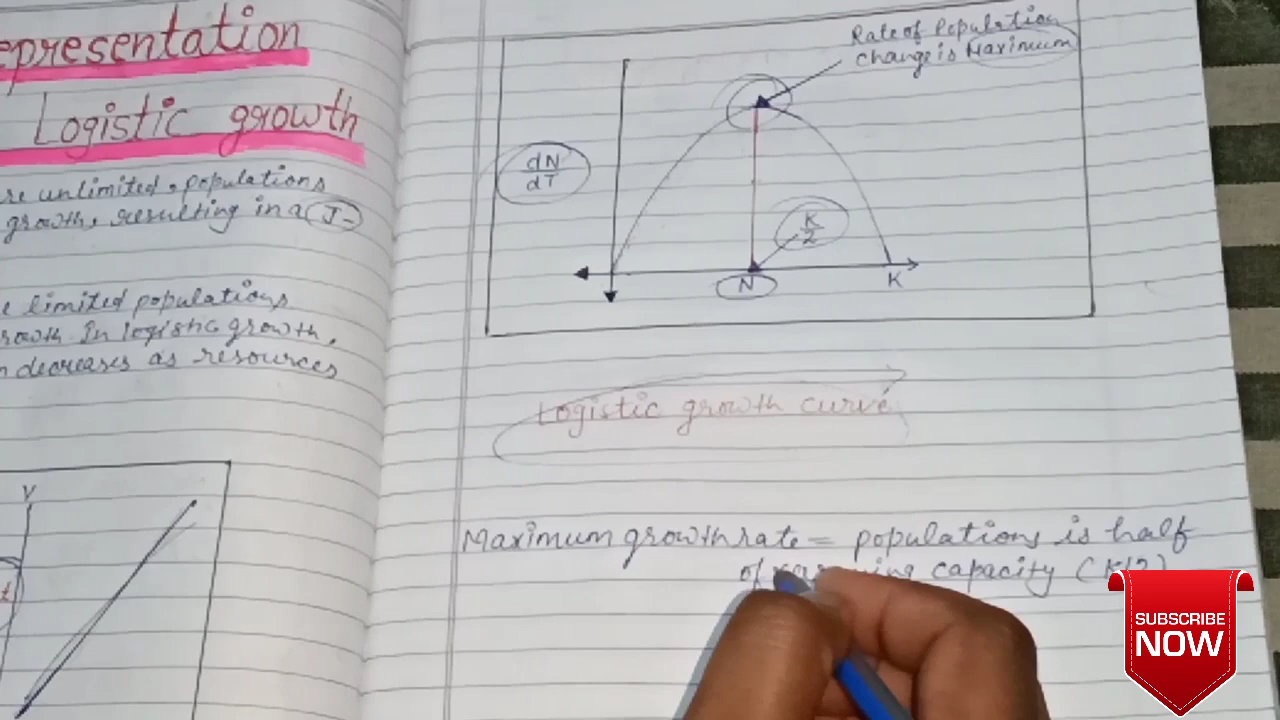 epresentation
Logistic growth
re unlimited, populations
growth, resulting in a J-
e limited populations
rowth In logistic growth,
n decreases as resources
Y
Rate of Population
change is Maximum
dN
dT
K
2
N
K
Logistic growth curve
Maximum growth rate = populations is half
of capacity (K/2)
SUBSCRIBE
NOW